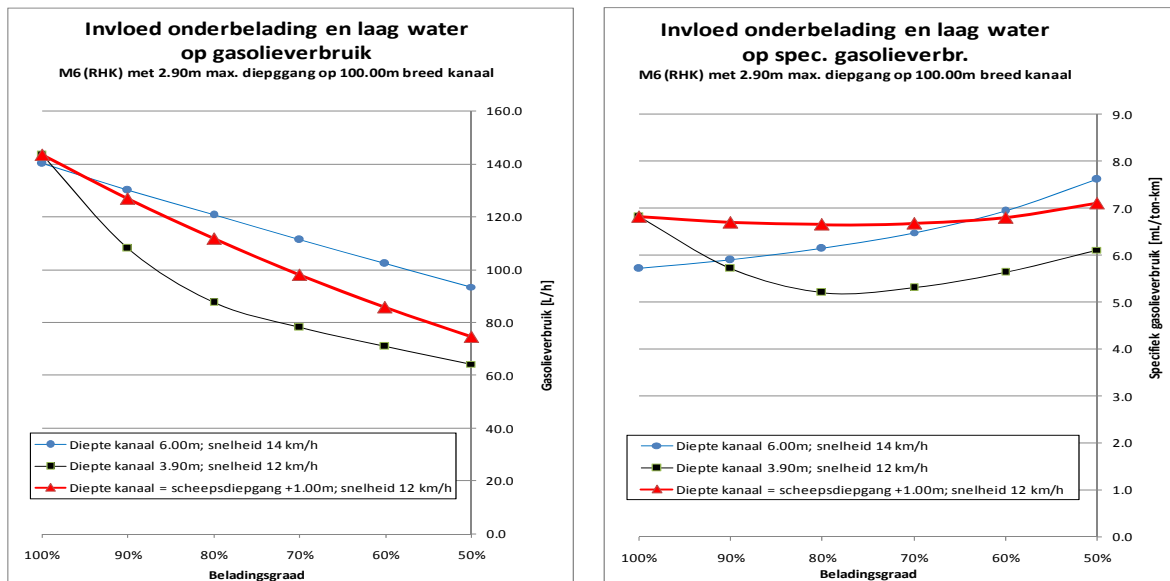 Invloed onderbelading en laag water
op gasolieverbruik
M6 (RHK) met 2.90m max. diepggang op 100.00m breed kanaal
160.0
140.0
120.0
100.0
80.0
60.0
40.0
20.0
0.0
Gasolieverbruik [L/h]
Diepte kanaal 6.00m; snelheid 14 km/h
Diepte kanaal 3.90m; snelheid 12 km/h
Diepte kanaal = scheepsdiepgang +1.00m; snelheid 12 km/h
100% 90% 80% 70% 60% 50%
Beladingsgraad
Invloed onderbelading en laag water
op spec. gasolieverbr.
M6 (RHK) met 2.90m max. diepgang op 100.00m breed kanaal
9.0
8.0
7.0
6.0
5.0
4.0
3.0
2.0
1.0
0.0
Specifiek gasolieverbruik [mL/ton-km]
Diepte kanaal 6.00m; snelheid 14 km/h
Diepte kanaal 3.90m; snelheid 12 km/h
Diepte kanaal = scheepsdiepgang +1.00m; snelheid 12 km/h
100% 90% 80% 70% 60% 50%
Beladingsgraad